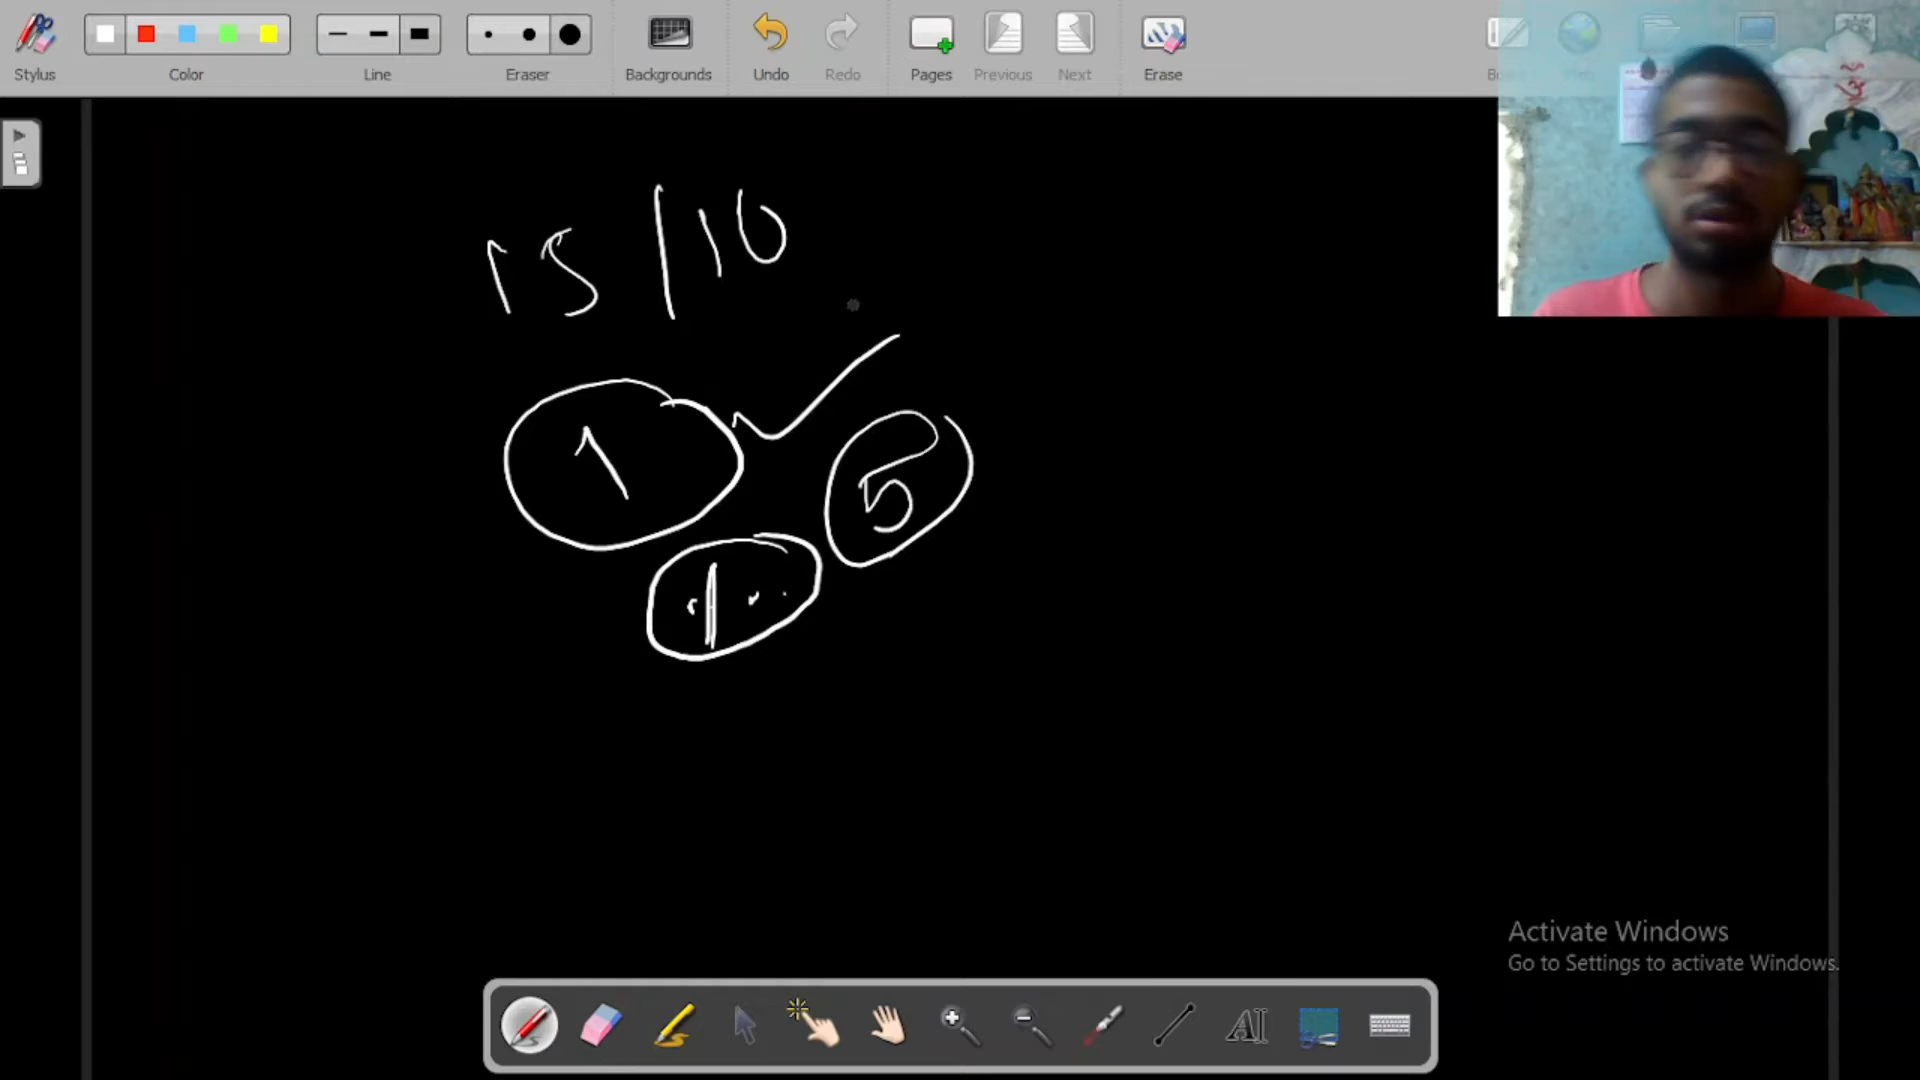 Stylus
Color
Line
Eraser
Backgrounds
Undo
Redo
Pages
Previous
Next
Erase
15/10
1
5
Activate Windows
Go to Settings to activate Windows.
AI